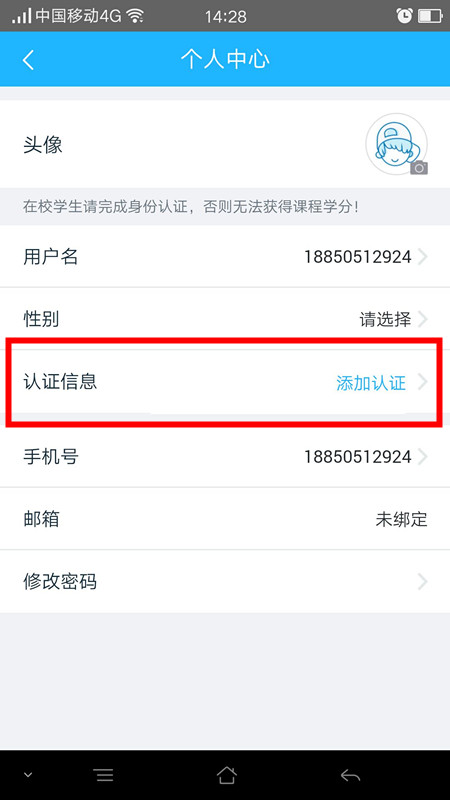 中国移动4G 14:28
个人中心
头像
在校学生请完成身份认证，否则无法获得课程学分！
用户名 18850512924
性别 请选择
认证信息 添加认证
手机号 18850512924
邮箱 未绑定
修改密码